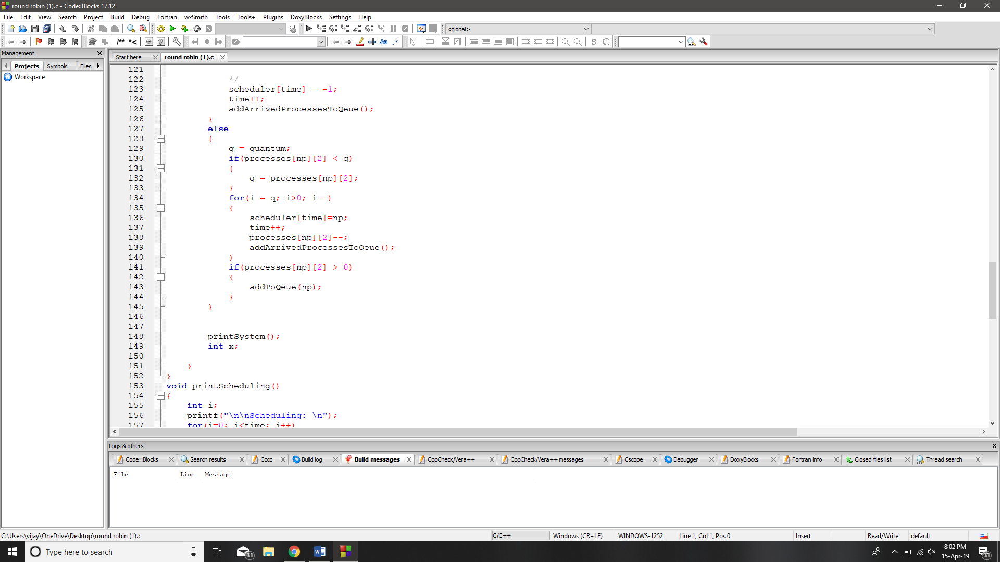 round robin (1).c - Code::Blocks 17.12
File Edit View Search Project Build Debug Fortran wxSmith Tools Tools+ Plugins DoxyBlocks Settings Help
<global>
/** *<
S C
Management
Start here round robin (1).c
Projects Symbols Files
Workspace
121
122 */
123 scheduler[time] = -1;
124 time++;
125 addArrivedProcessesToQeue();
126 }
127 else
128 {
129 q = quantum;
130 if(processes[np][2] < q)
131 {
132 q = processes[np][2];
133 }
134 for(i = q; i>0; i--)
135 {
136 scheduler[time]=np;
137 time++;
138 processes[np][2]--;
139 addArrivedProcessesToQeue();
140 }
141 if(processes[np][2] > 0)
142 {
143 addToQeue(np);
144 }
145 }
146
147
148 printSystem();
149 int x;
150
151 }
152 }
153 void printScheduling()
154 {
155 int i;
156 printf("\n\nScheduling: \n");
157 for(i=0; i<time; i++)
Logs & others
Code::Blocks Search results Cccc Build log Build messages CppCheck/Vera++ CppCheck/Vera++ messages Cscope Debugger DoxyBlocks Fortran info Closed files list Thread search
File Line Message
C:\Users\vijay\OneDrive\Desktop\round robin (1).c C/C++ Windows (CR+LF) WINDOWS-1252 Line 1, Col 1, Pos 0 Insert Read/Write default
Type here to search 31 8:02 PM 31
15-Apr-19